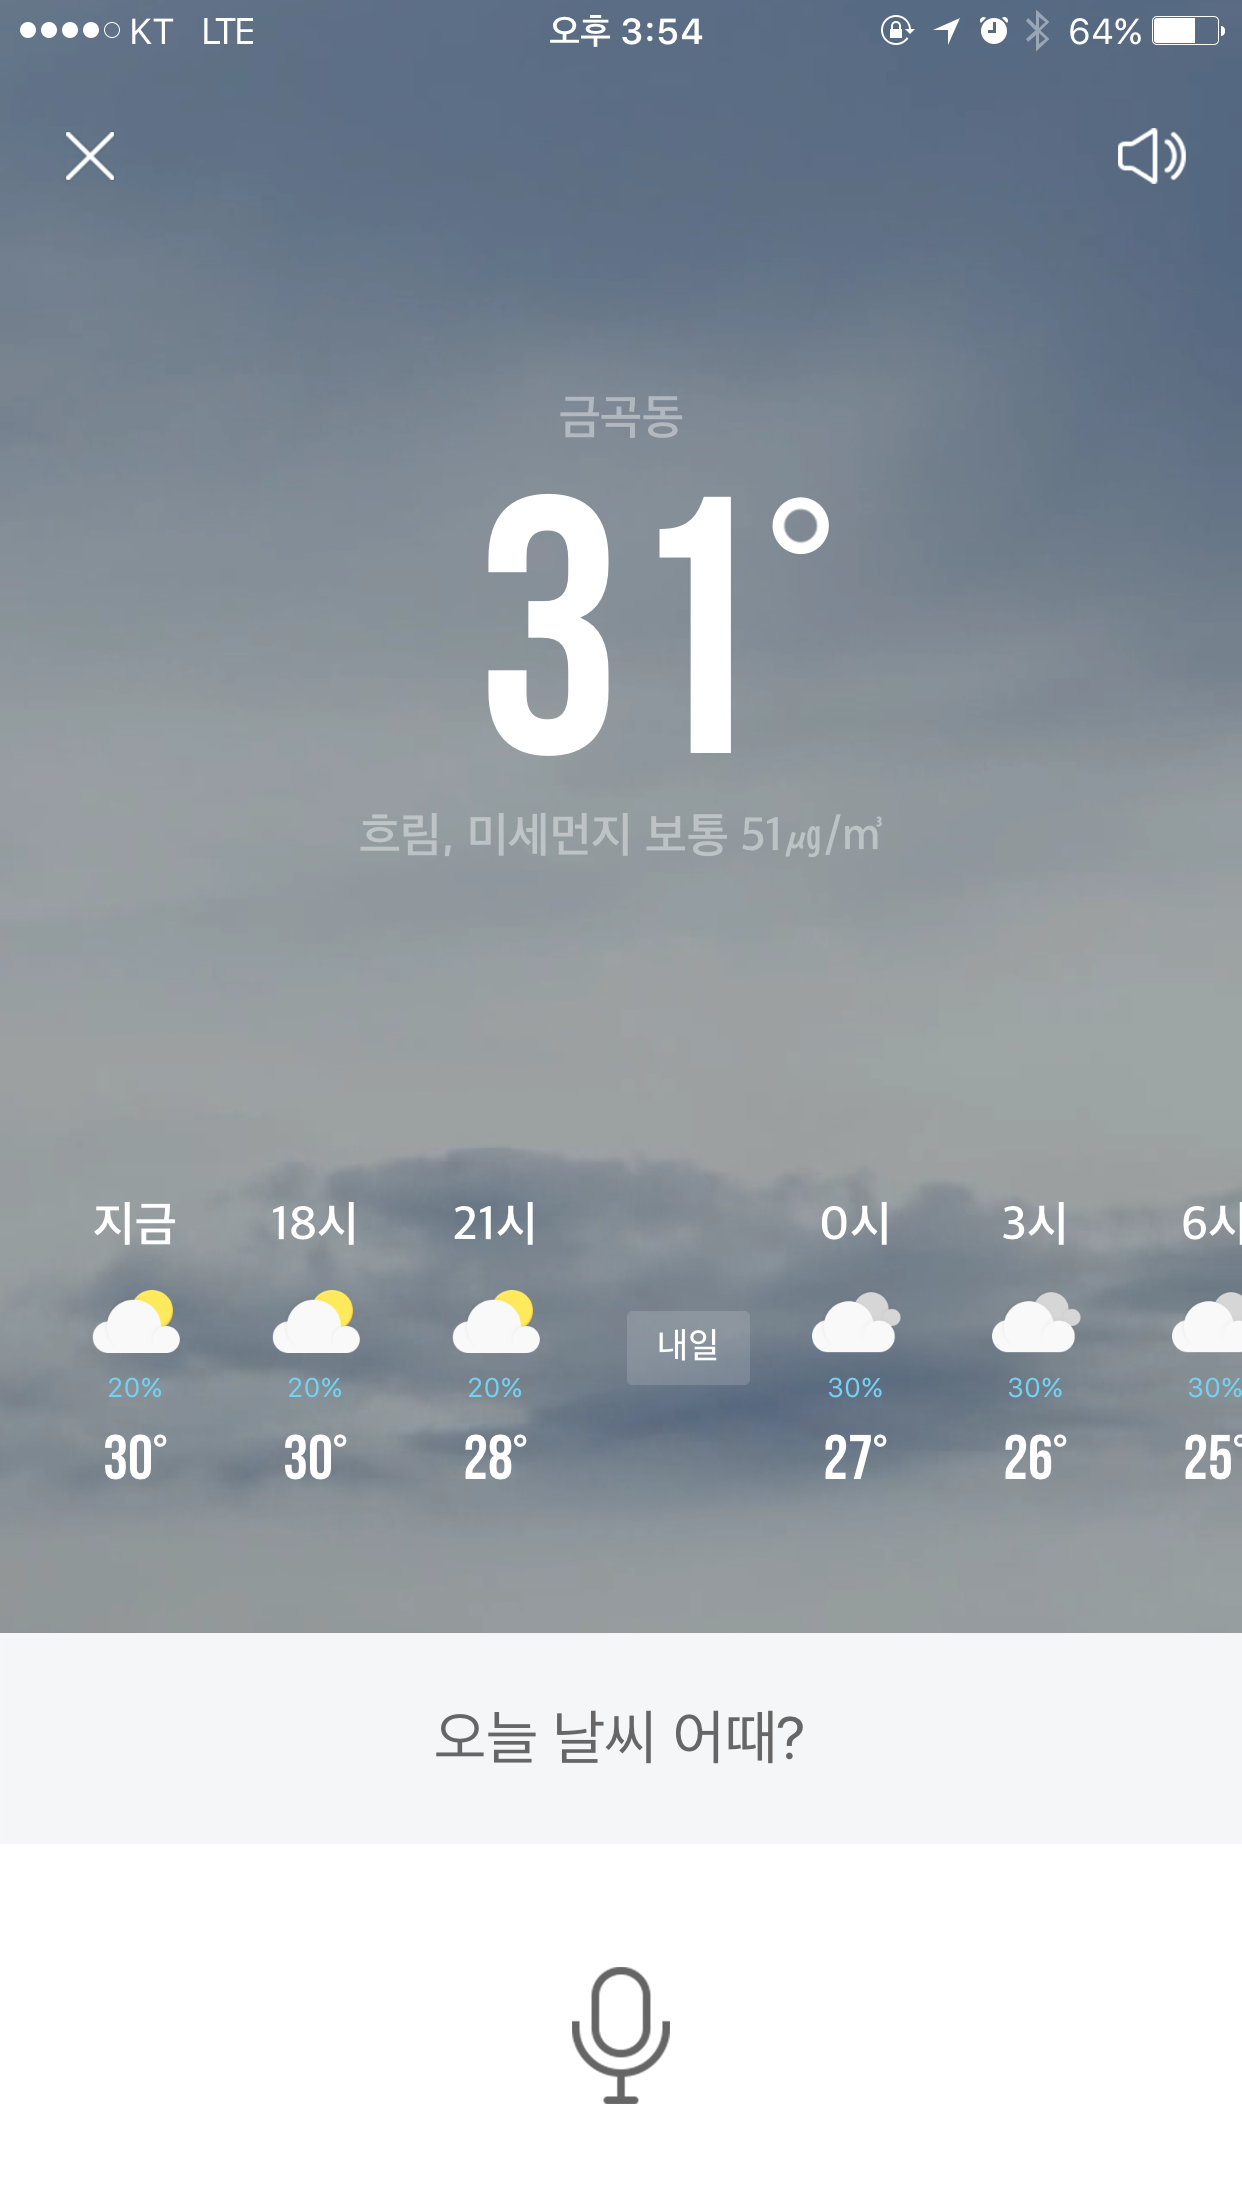 KT LTE 오후 3:54 64%
금곡동
31°
흐림, 미세먼지 보통 51㎍/㎥
지금 18시 21시 0시 3시 6시
내일
20% 20% 20% 30% 30% 30%
30° 30° 28° 27° 26° 25°
오늘 날씨 어때?